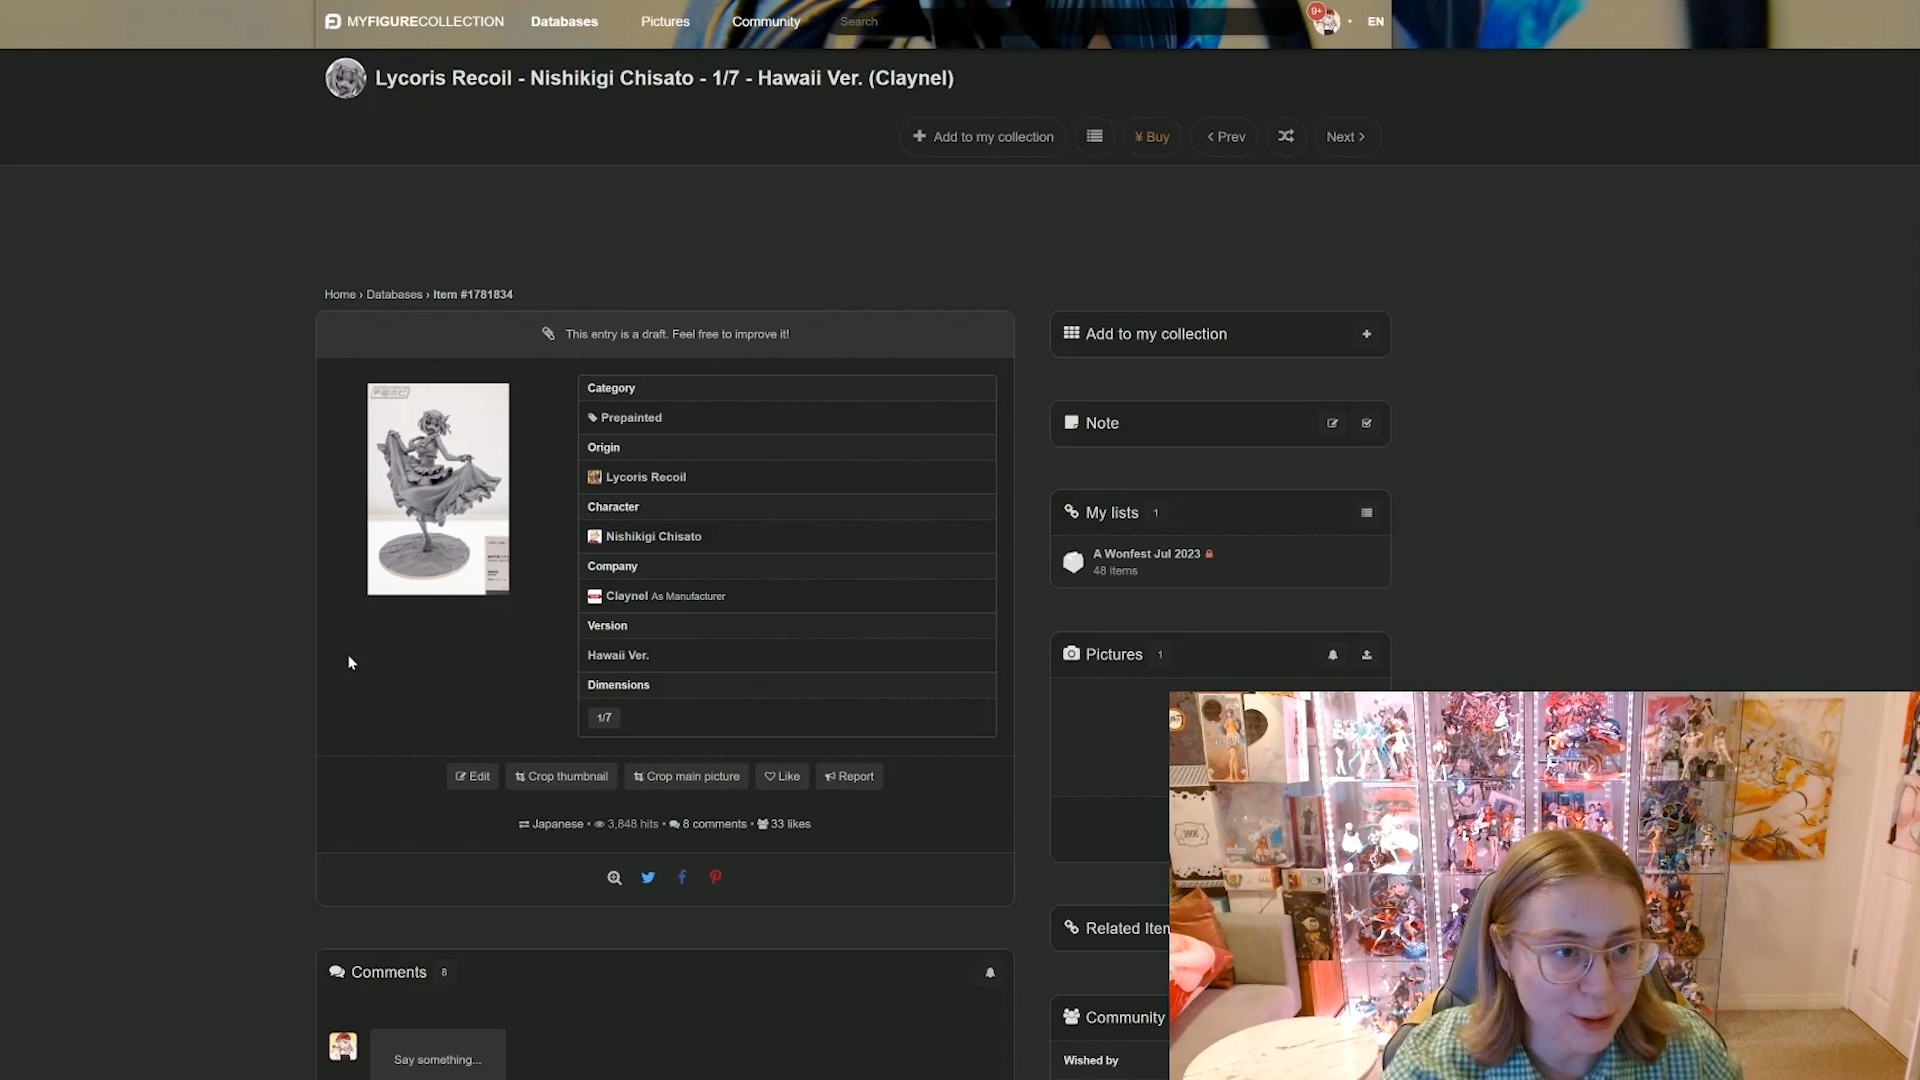 MYFIGURECOLLECTION Databases Pictures Community Search 9+ EN
Lycoris Recoil - Nishikigi Chisato - 1/7 - Hawaii Ver. (Claynel)
Add to my collection ¥ Buy Prev Next
Home › Databases › Item #1781834
This entry is a draft. Feel free to improve it!
Category
Prepainted
Origin
Lycoris Recoil
Character
Nishikigi Chisato
Company
Claynel As Manufacturer
Version
Hawaii Ver.
Dimensions
1/7
Edit Crop thumbnail Crop main picture Like Report
Japanese • 3,848 hits • 8 comments • 33 likes
Comments 8
Say something...
Add to my collection
Note
My lists 1
A Wonfest Jul 2023
48 items
Pictures 1
Related Iten
Community
Wished by